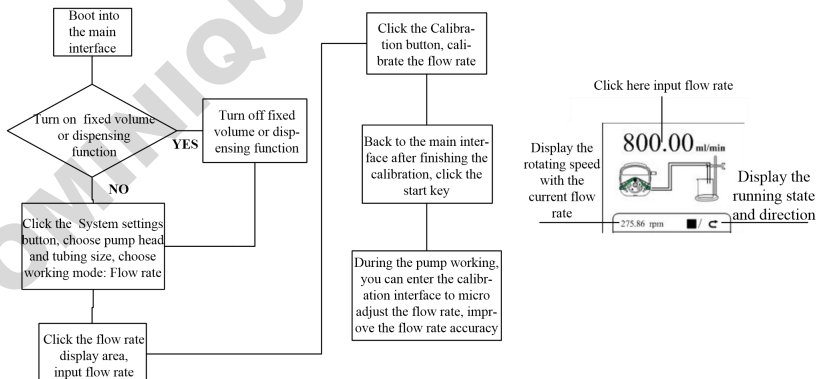 Boot into
the main
interface
Turn on fixed volume
or dispensing
function
YES
NO
Turn off fixed
volume or disp-
ensing function
Click the System settings
button, choose pump head
and tubing size, choose
working mode: Flow rate
Click the flow rate
display area,
input flow rate
Click the Calibra-
tion button, cali-
brate the flow rate
Back to the main inter-
face after finishing the
calibration, click the
start key
During the pump working,
you can enter the calibr-
ation interface to micro
adjust the flow rate, impr-
ove the flow rate accuracy
Click here input flow rate
800.00 ml/min
Display the
rotating speed
with the
current flow
rate
275.86 rpm
/
Display the
running state
and direction
OMINIQU